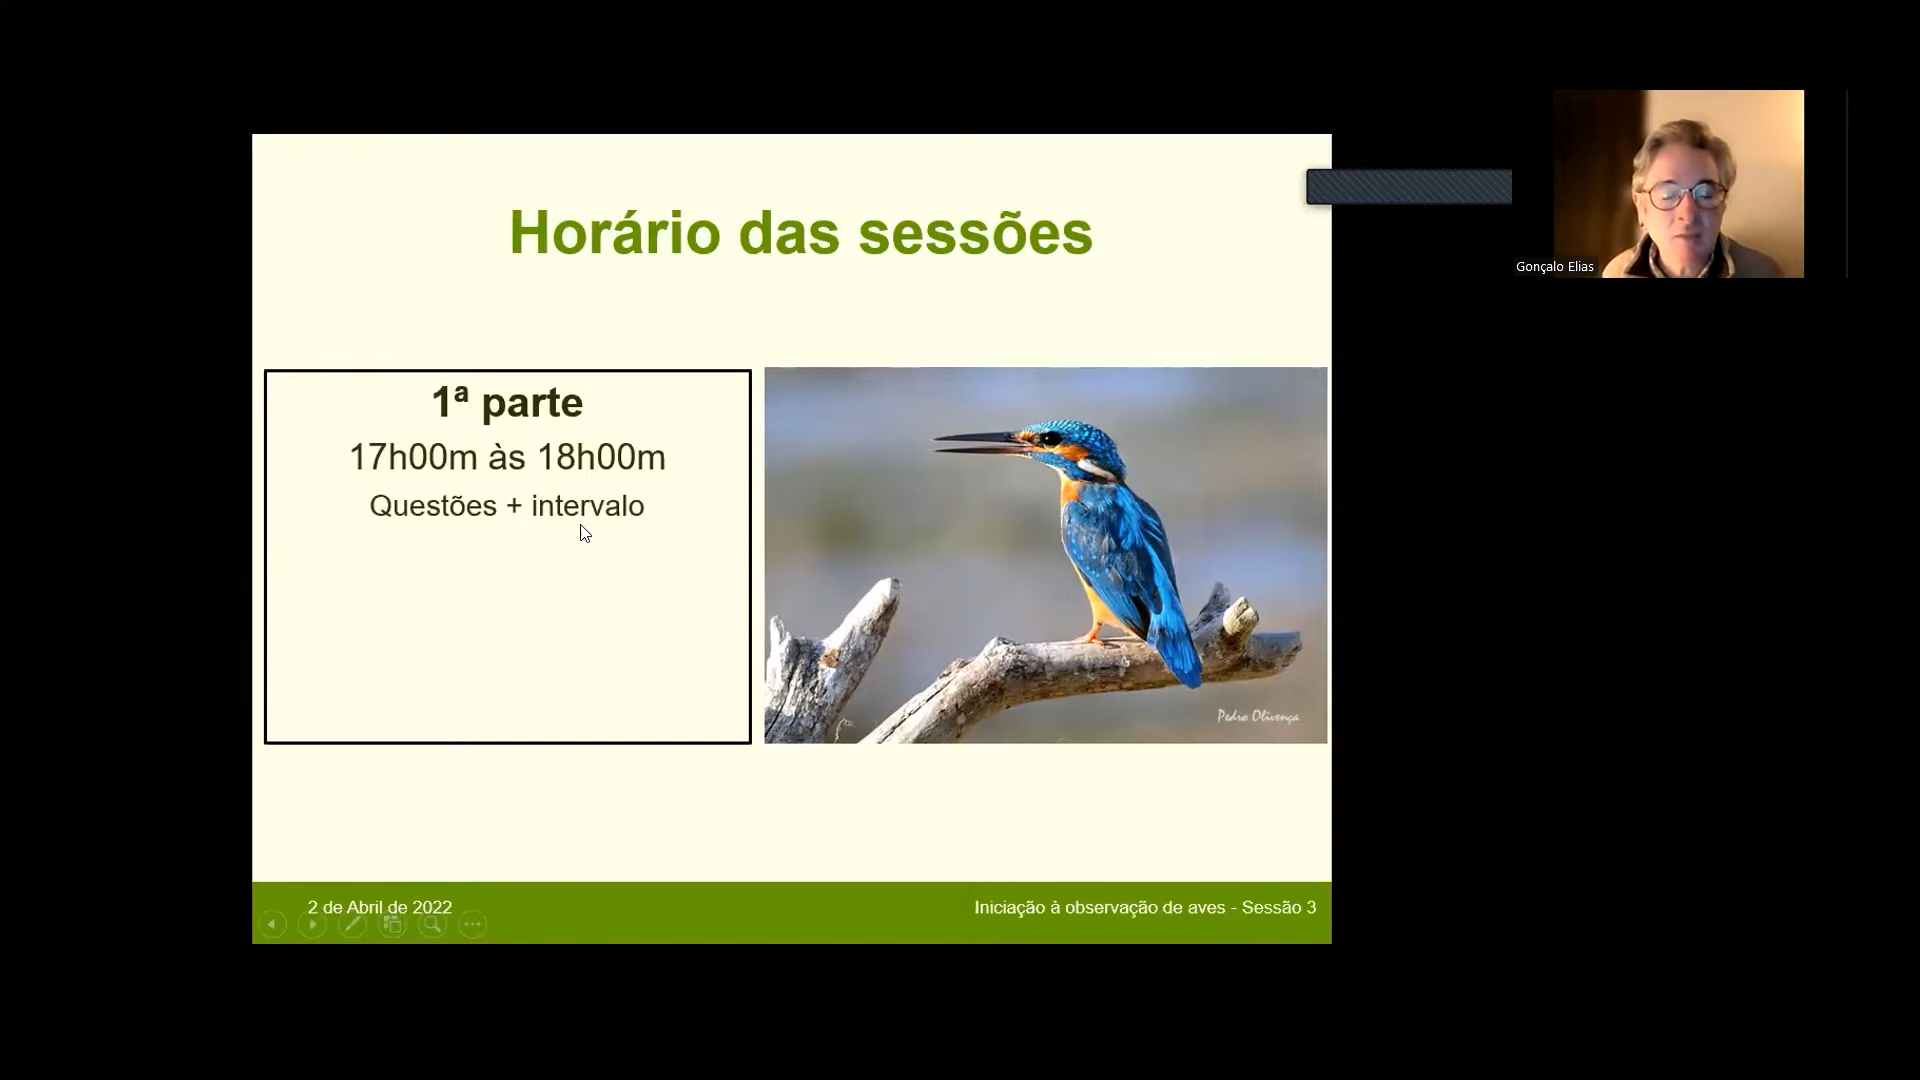 Horário das sessões
1ª parte
17h00m às 18h00m
Questões + intervalo
Pedro Olivença
2 de Abril de 2022
Iniciação à observação de aves - Sessão 3
Gonçalo Elias